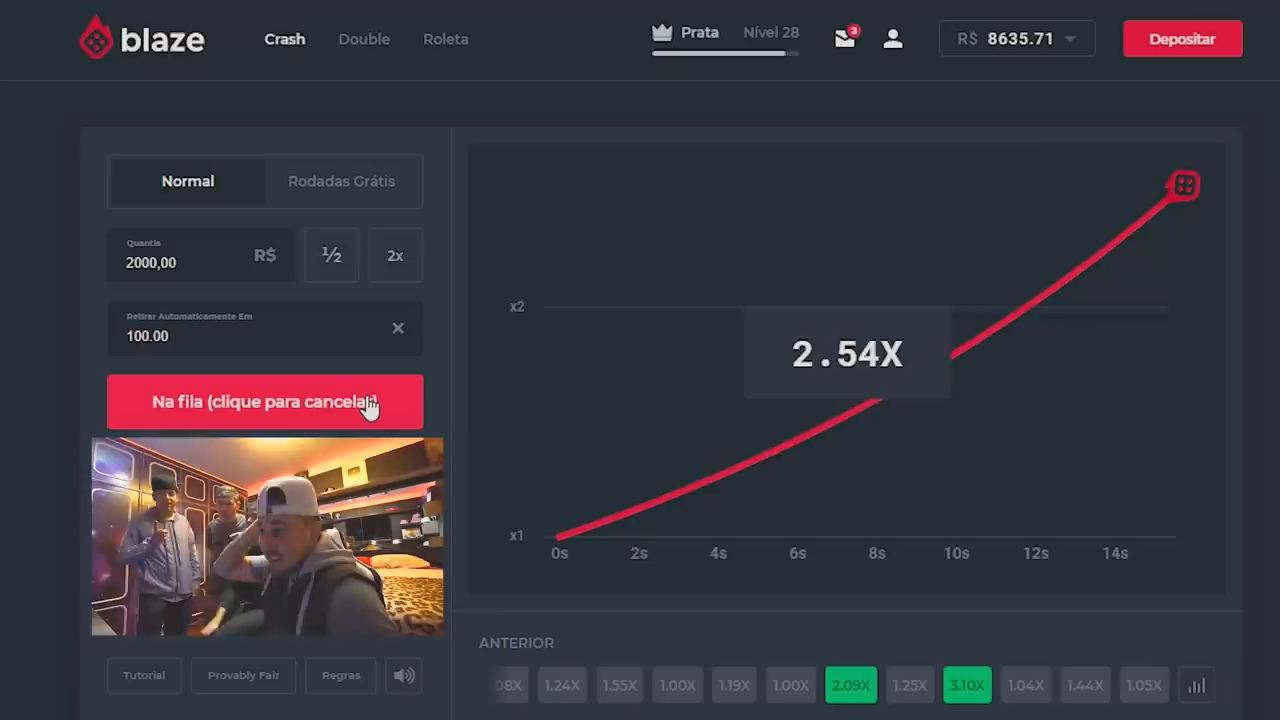 blaze
Crash
Double
Roleta
Prata
Nível 28
3
R$ 8635.71
Depositar
Normal
Rodadas Grátis
Quantia
2000,00
R$
½
2x
Retirar Automaticamente Em
100.00
Na fila (clique para cancelar)
x2
2.54X
x1
0s 2s 4s 6s 8s 10s 12s 14s
ANTERIOR
1.24X 1.55X 1.00X 1.19X 1.00X 2.09X 1.25X 3.10X 1.04X 1.44X 1.05X
Tutorial
Provably Fair
Regras